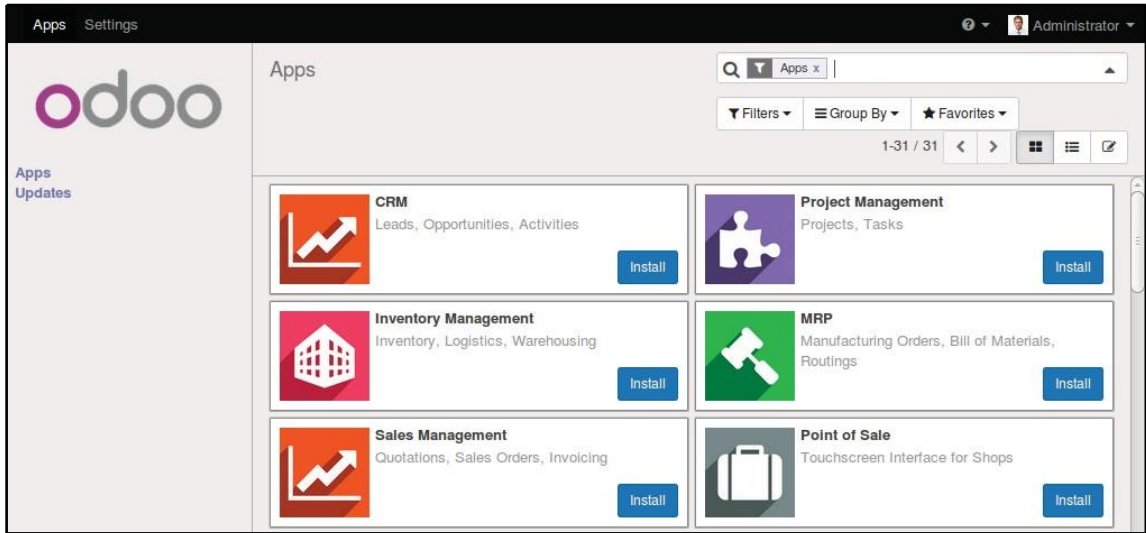 Apps Settings
Administrator
odoo
Apps
Updates
Apps
Apps x
Filters Group By Favorites
1-31 / 31
CRM
Leads, Opportunities, Activities
Install
Project Management
Projects, Tasks
Install
Inventory Management
Inventory, Logistics, Warehousing
Install
MRP
Manufacturing Orders, Bill of Materials,
Routings
Install
Sales Management
Quotations, Sales Orders, Invoicing
Install
Point of Sale
Touchscreen Interface for Shops
Install